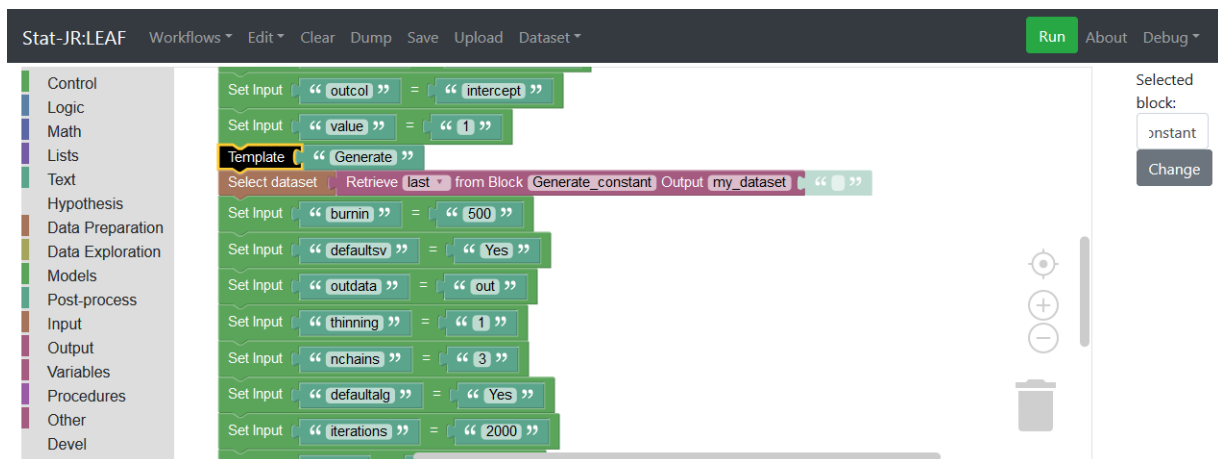 Stat-JR:LEAF Workflows Edit Clear Dump Save Upload Dataset Run About Debug
Control
Logic
Math
Lists
Text
Hypothesis
Data Preparation
Data Exploration
Models
Post-process
Input
Output
Variables
Procedures
Other
Devel
Set Input “ outcol ” = “ intercept ”
Set Input “ value ” = “ 1 ”
Template “ Generate ”
Select dataset Retrieve last from Block Generate_constant Output my_dataset “ ”
Set Input “ burnin ” = “ 500 ”
Set Input “ defaultsv ” = “ Yes ”
Set Input “ outdata ” = “ out ”
Set Input “ thinning ” = “ 1 ”
Set Input “ nchains ” = “ 3 ”
Set Input “ defaultalg ” = “ Yes ”
Set Input “ iterations ” = “ 2000 ”
Selected
block:
onstant
Change